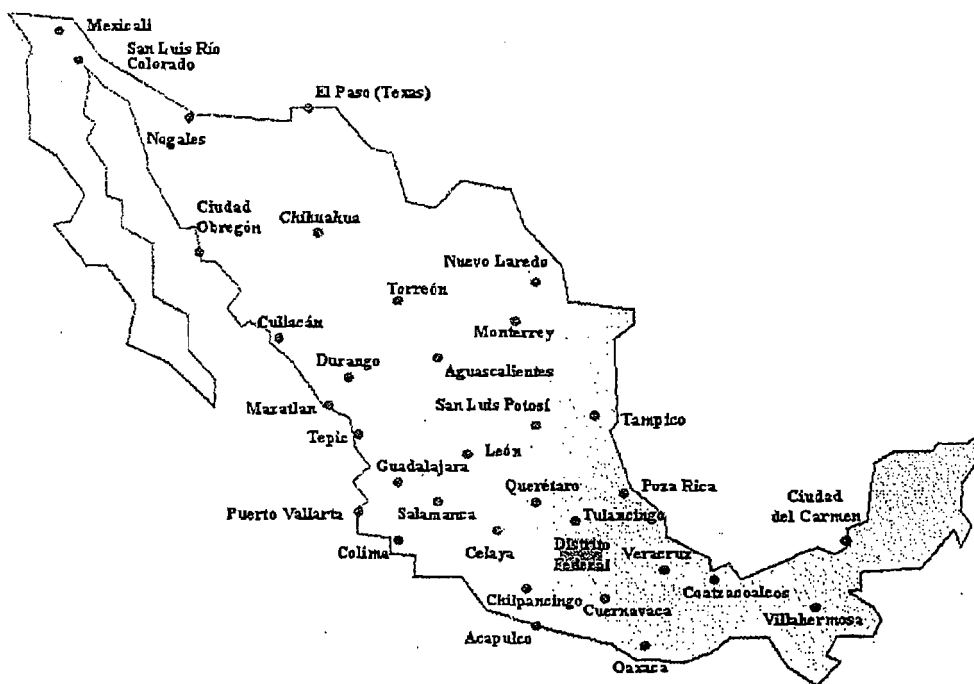 Mexicali
San Luis Río
Colorado
El Paso (Texas)
Nogales
Ciudad
Obregón
Chihuahua
Nuevo Laredo
Torreón
Monterrey
Culiacán
Durango
Aguascalientes
Mazatlan
San Luis Potosí
Tampico
Tepic
León
Guadalajara
Querétaro
Poza Rica
Ciudad
del Carmen
Puerto Vallarta
Salamanca
Tulancingo
Colima
Celaya
Distrito
Federal
Veracruz
Chilpancingo
Cuernavaca
Coatzacoalcos
Villahermosa
Acapulco
Oaxaca